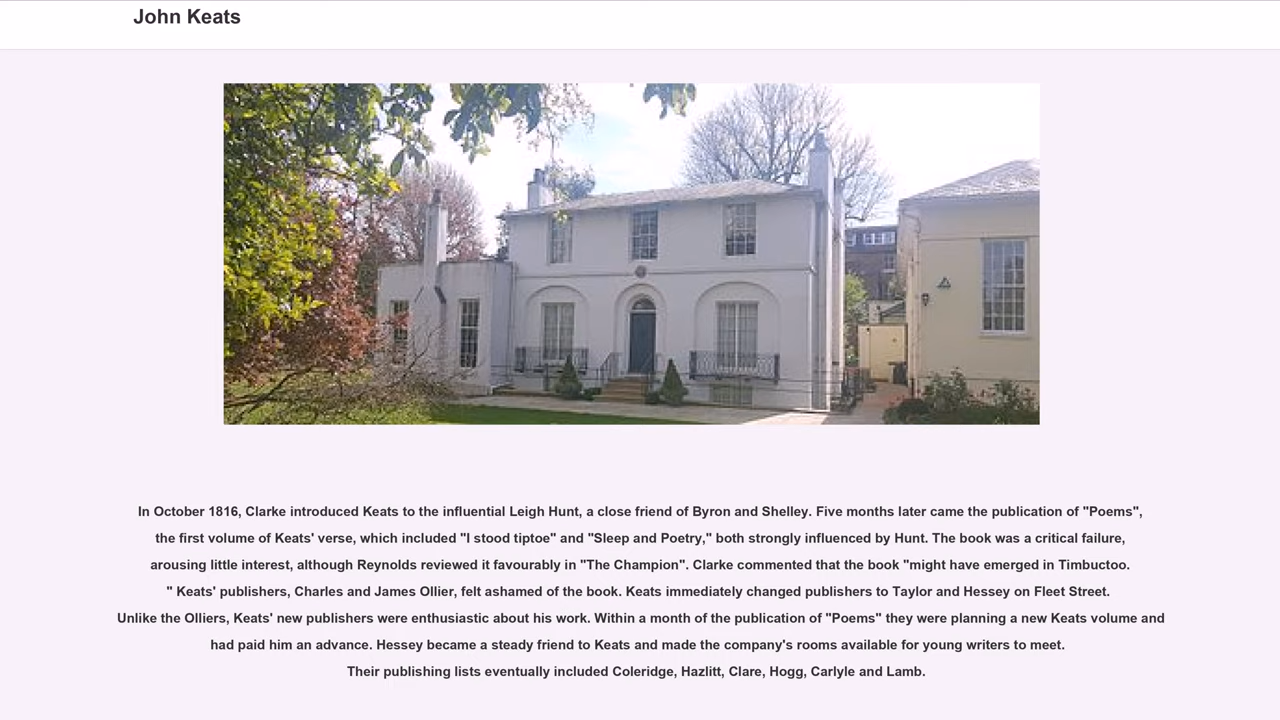 John Keats
In October 1816, Clarke introduced Keats to the influential Leigh Hunt, a close friend of Byron and Shelley. Five months later came the publication of "Poems",
the first volume of Keats' verse, which included "I stood tiptoe" and "Sleep and Poetry," both strongly influenced by Hunt. The book was a critical failure,
arousing little interest, although Reynolds reviewed it favourably in "The Champion". Clarke commented that the book "might have emerged in Timbuctoo.
" Keats' publishers, Charles and James Ollier, felt ashamed of the book. Keats immediately changed publishers to Taylor and Hessey on Fleet Street.
Unlike the Olliers, Keats' new publishers were enthusiastic about his work. Within a month of the publication of "Poems" they were planning a new Keats volume and
had paid him an advance. Hessey became a steady friend to Keats and made the company's rooms available for young writers to meet.
Their publishing lists eventually included Coleridge, Hazlitt, Clare, Hogg, Carlyle and Lamb.